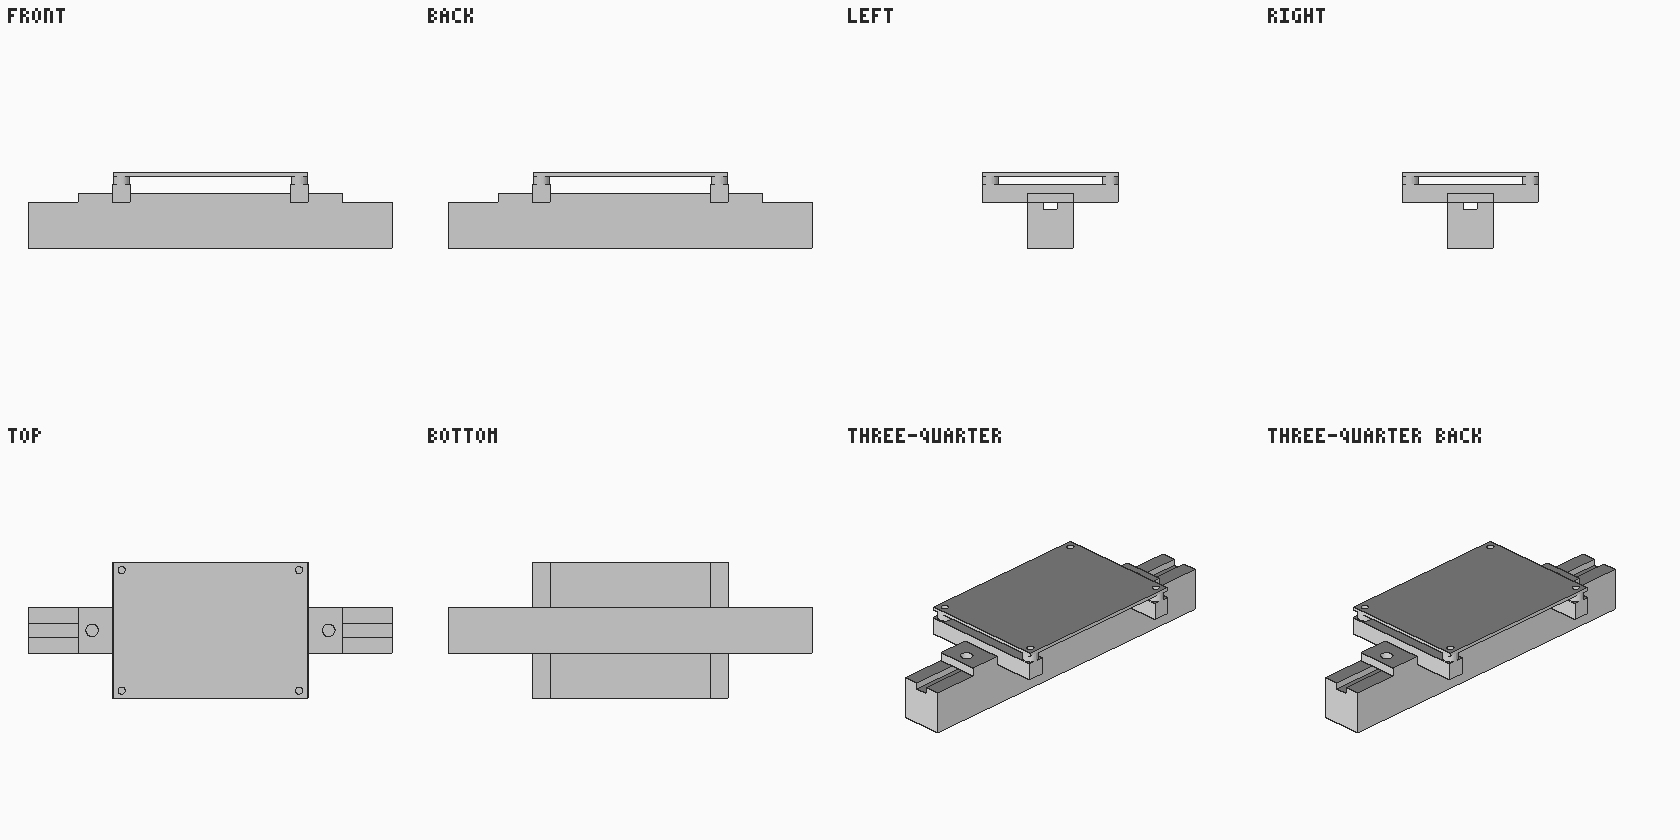 FRONT
BACK
LEFT
RIGHT
TOP
BOTTOM
THREE-QUARTER
THREE-QUARTER BACK